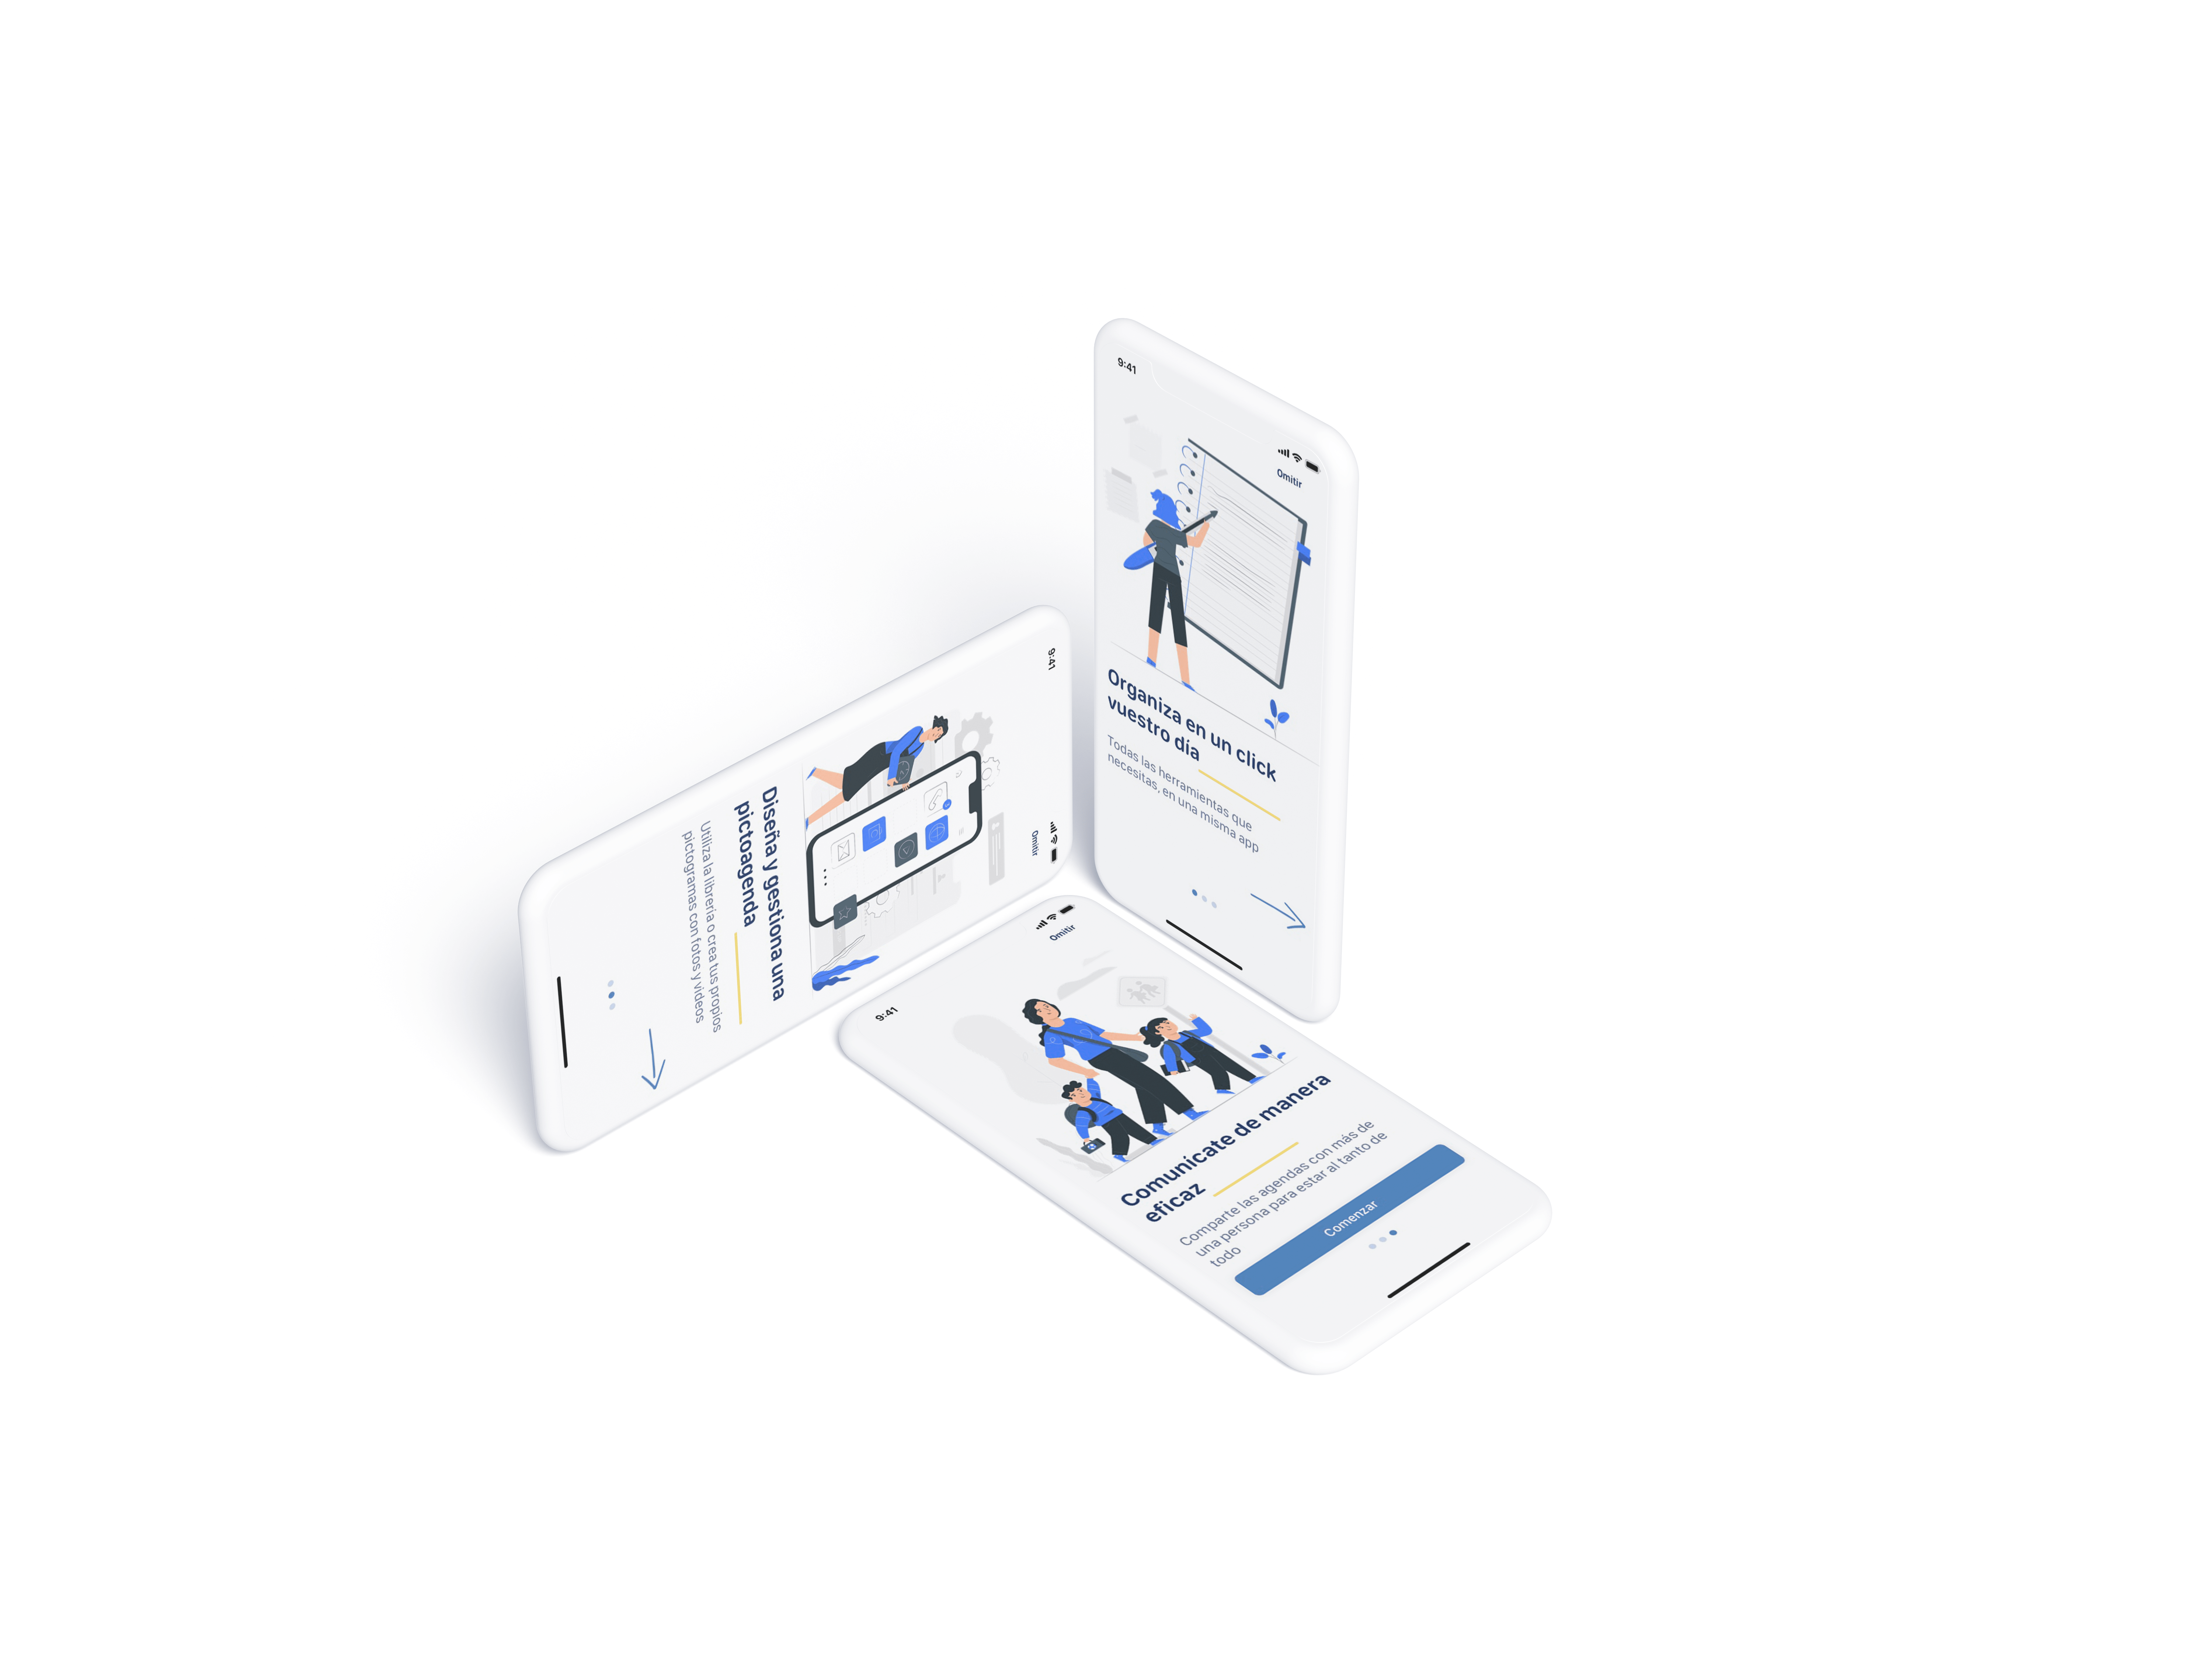 9:41
Omitir
Organiza en un click
vuestro día
Todas las herramientas que
necesitas, en una misma app
9:41
Omitir
Diseña y gestiona una
pictoagenda
Utiliza la librería o crea tus propios
pictogramas con fotos y videos
9:41
Omitir
Comunícate de manera
eficaz
Comparte las agendas con más de
una persona para estar al tanto de
todo
Comenzar